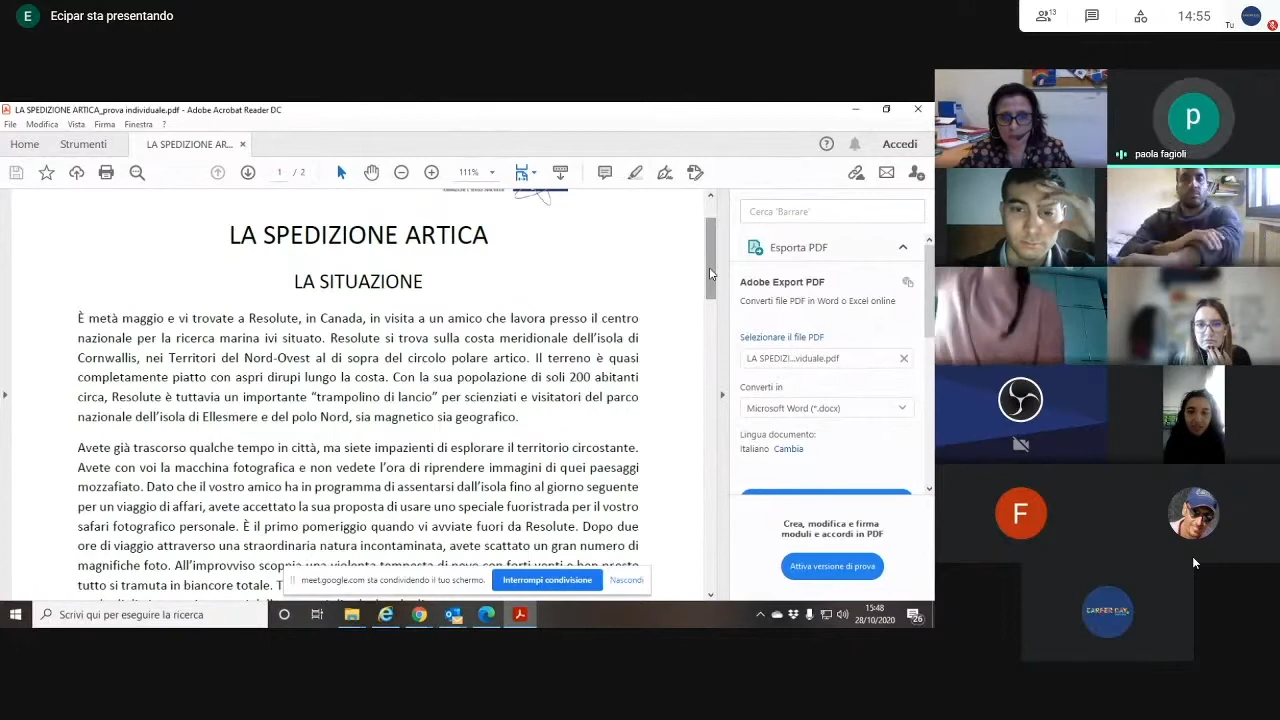 E Ecipar sta presentando
13
14:55
Tu
LA SPEDIZIONE ARTICA_prova individuale.pdf - Adobe Acrobat Reader DC
File Modifica Vista Firma Finestra ?
Home Strumenti LA SPEDIZIONE AR... × Accedi
1 / 2 111%
LA SPEDIZIONE ARTICA
LA SITUAZIONE
È metà maggio e vi trovate a Resolute, in Canada, in visita a un amico che lavora presso il centro
nazionale per la ricerca marina ivi situato. Resolute si trova sulla costa meridionale dell’isola di
Cornwallis, nei Territori del Nord-Ovest al di sopra del circolo polare artico. Il terreno è quasi
completamente piatto con aspri dirupi lungo la costa. Con la sua popolazione di soli 200 abitanti
circa, Resolute è tuttavia un importante “trampolino di lancio” per scienziati e visitatori del parco
nazionale dell’isola di Ellesmere e del polo Nord, sia magnetico sia geografico.
Avete già trascorso qualche tempo in città, ma siete impazienti di esplorare il territorio circostante.
Avete con voi la macchina fotografica e non vedete l’ora di riprendere immagini di quei paesaggi
mozzafiato. Dato che il vostro amico ha in programma di assentarsi dall’isola fino al giorno seguente
per un viaggio di affari, avete accettato la sua proposta di usare uno speciale fuoristrada per il vostro
safari fotografico personale. È il primo pomeriggio quando vi avviate fuori da Resolute. Dopo due
ore di viaggio attraverso una straordinaria natura incontaminata, avete scattato un gran numero di
magnifiche foto. All’improvviso scoppia una violenta tempesta di neve con forti venti e ben presto
tutto si tramuta in biancore totale. T
meet.google.com sta condividendo il tuo schermo. Interrompi condivisione Nascondi
Cerca 'Barrare'
Esporta PDF
Adobe Export PDF
Converti file PDF in Word o Excel online
Selezionare il file PDF
LA SPEDIZI...viduale.pdf
Converti in
Microsoft Word (*.docx)
Lingua documento:
Italiano Cambia
Crea, modifica e firma
moduli e accordi in PDF
Attiva versione di prova
Scrivi qui per eseguire la ricerca
15:48
28/10/2020
26
p
paola fagioli
F
CAREER DAY